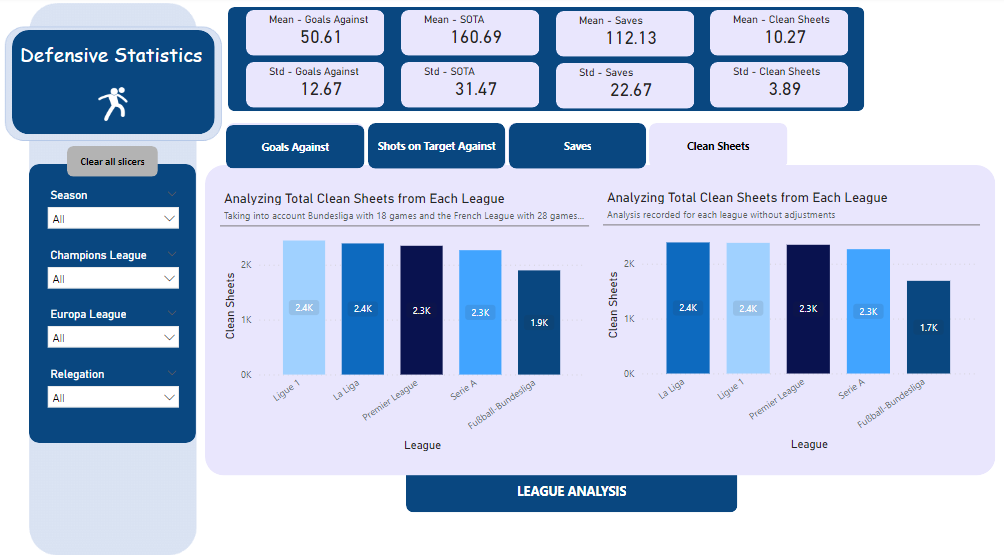 Defensive Statistics
Mean - Goals Against
50.61
Mean - SOTA
160.69
Mean - Saves
112.13
Mean - Clean Sheets
10.27
Std - Goals Against
12.67
Std - SOTA
31.47
Std - Saves
22.67
Std - Clean Sheets
3.89
Clear all slicers
Season
All
Champions League
All
Europa League
All
Relegation
All
Goals Against
Shots on Target Against
Saves
Clean Sheets
Analyzing Total Clean Sheets from Each League
Taking into account Bundesliga with 18 games and the French League with 28 games...
Clean Sheets
2K
1K
0K
2.4K
2.4K
2.3K
2.3K
1.9K
Ligue 1
La Liga
Premier League
Serie A
Fußball-Bundesliga
League
Analyzing Total Clean Sheets from Each League
Analysis recorded for each league without adjustments
Clean Sheets
2K
1K
0K
2.4K
2.4K
2.3K
2.3K
1.7K
La Liga
Ligue 1
Premier League
Serie A
Fußball-Bundesliga
League
LEAGUE ANALYSIS